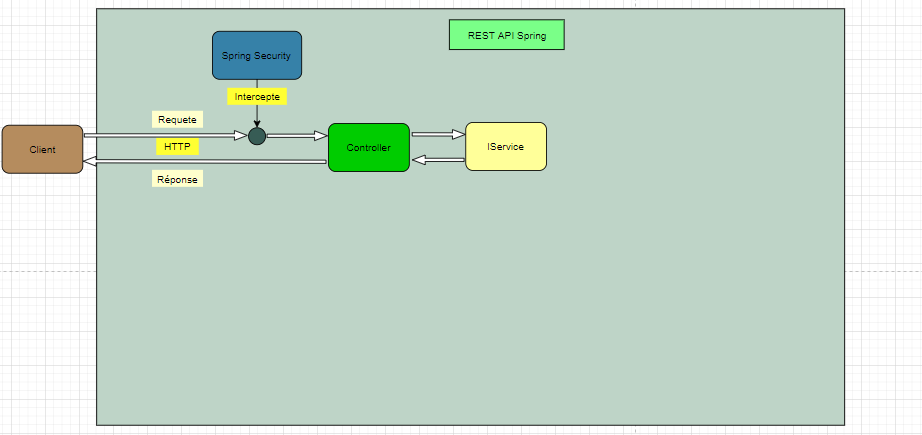 REST API Spring
Spring Security
Intercepte
Requete
HTTP
Client
Controller
IService
Réponse